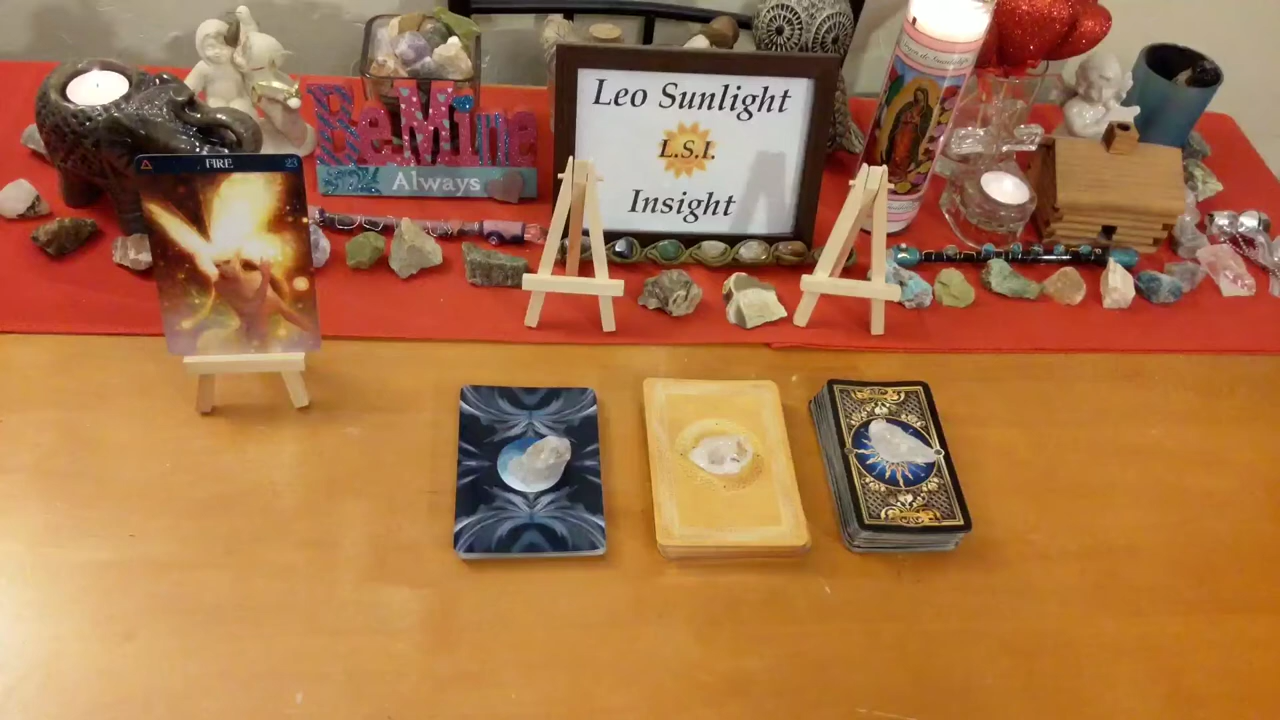 FIRE 23
BeMine
Always
Leo Sunlight
L.S.I.
Insight